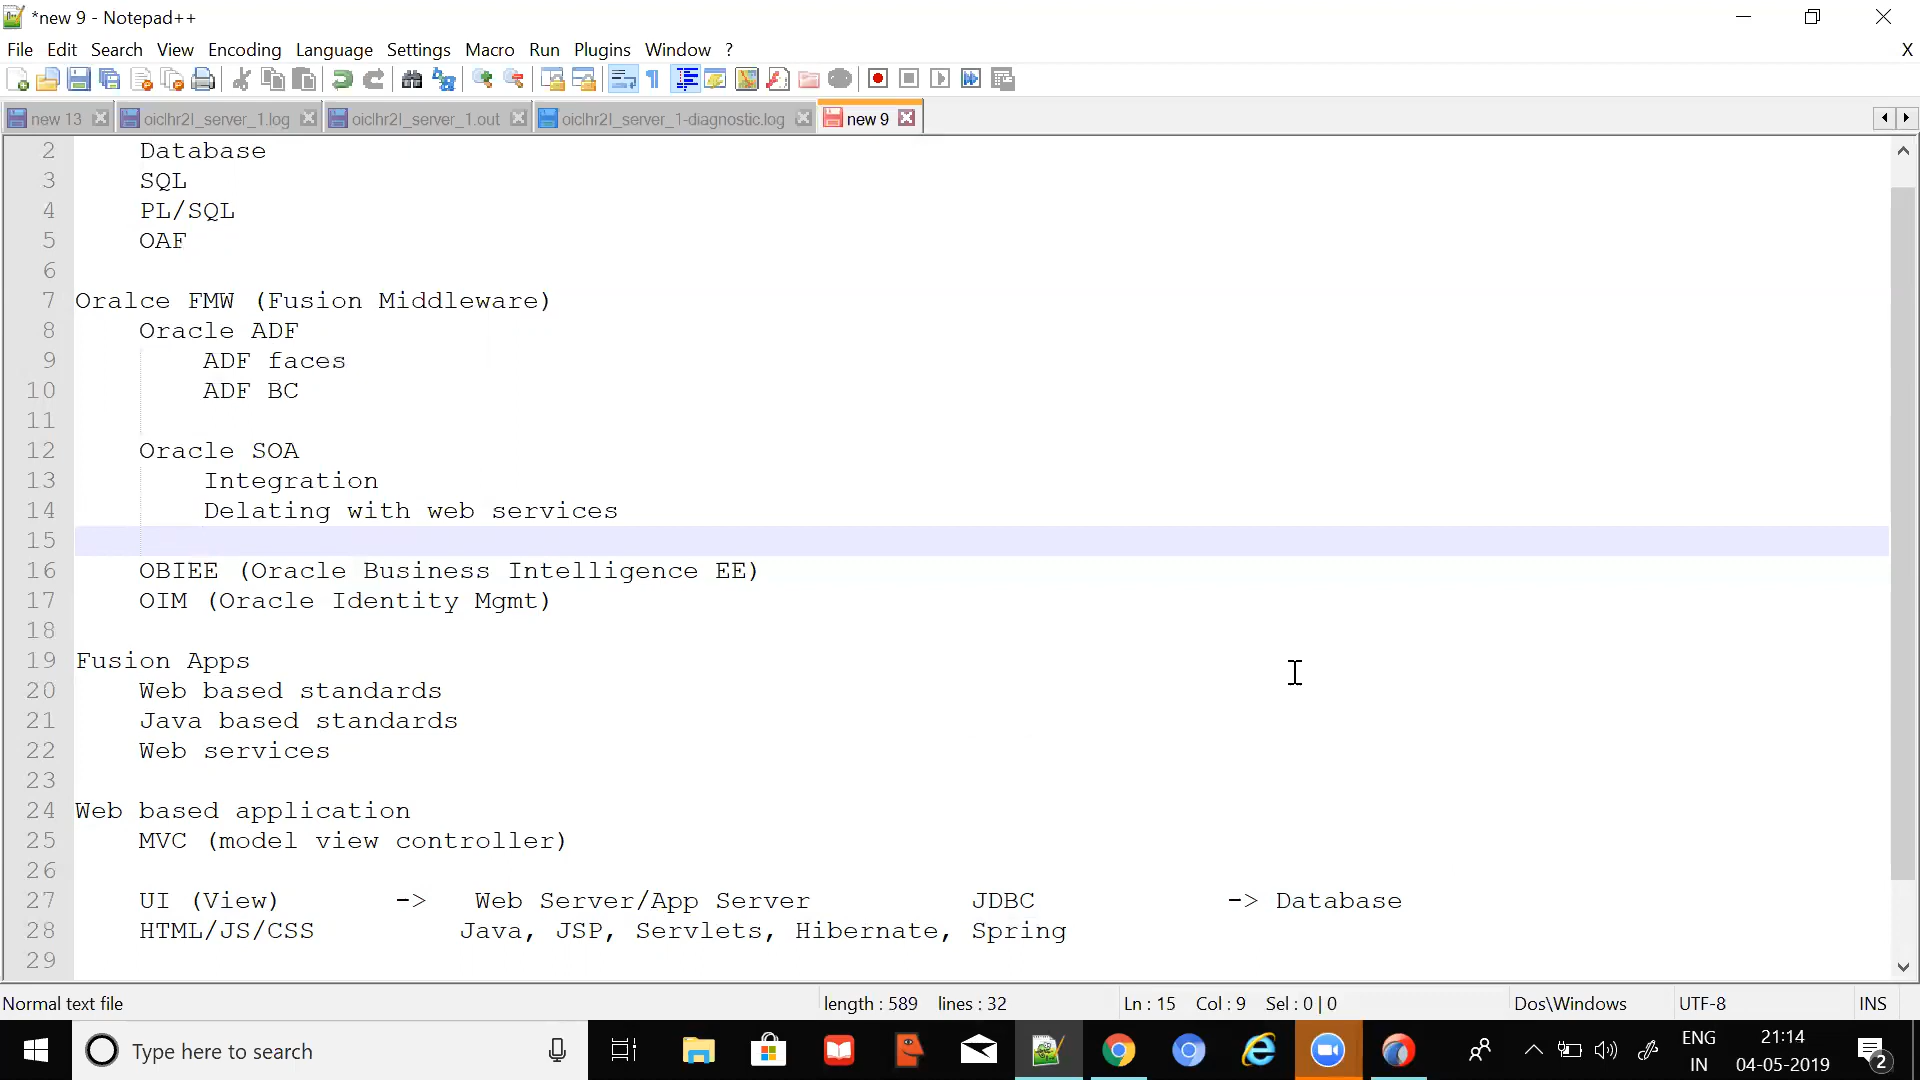 *new 9 - Notepad++
File Edit Search View Encoding Language Settings Macro Run Plugins Window ? X
new 13 oiclhr2l_server_1.log oiclhr2l_server_1.out oiclhr2l_server_1-diagnostic.log new 9
2 Database
3 SQL
4 PL/SQL
5 OAF
6
7 Oralce FMW (Fusion Middleware)
8 Oracle ADF
9 ADF faces
10 ADF BC
11
12 Oracle SOA
13 Integration
14 Delating with web services
15
16 OBIEE (Oracle Business Intelligence EE)
17 OIM (Oracle Identity Mgmt)
18
19 Fusion Apps
20 Web based standards
21 Java based standards
22 Web services
23
24 Web based application
25 MVC (model view controller)
26
27 UI (View) -> Web Server/App Server JDBC -> Database
28 HTML/JS/CSS Java, JSP, Servlets, Hibernate, Spring
29
Normal text file length : 589 lines : 32 Ln : 15 Col : 9 Sel : 0 | 0 Dos\Windows UTF-8 INS
Type here to search ENG 21:14
IN 04-05-2019 2